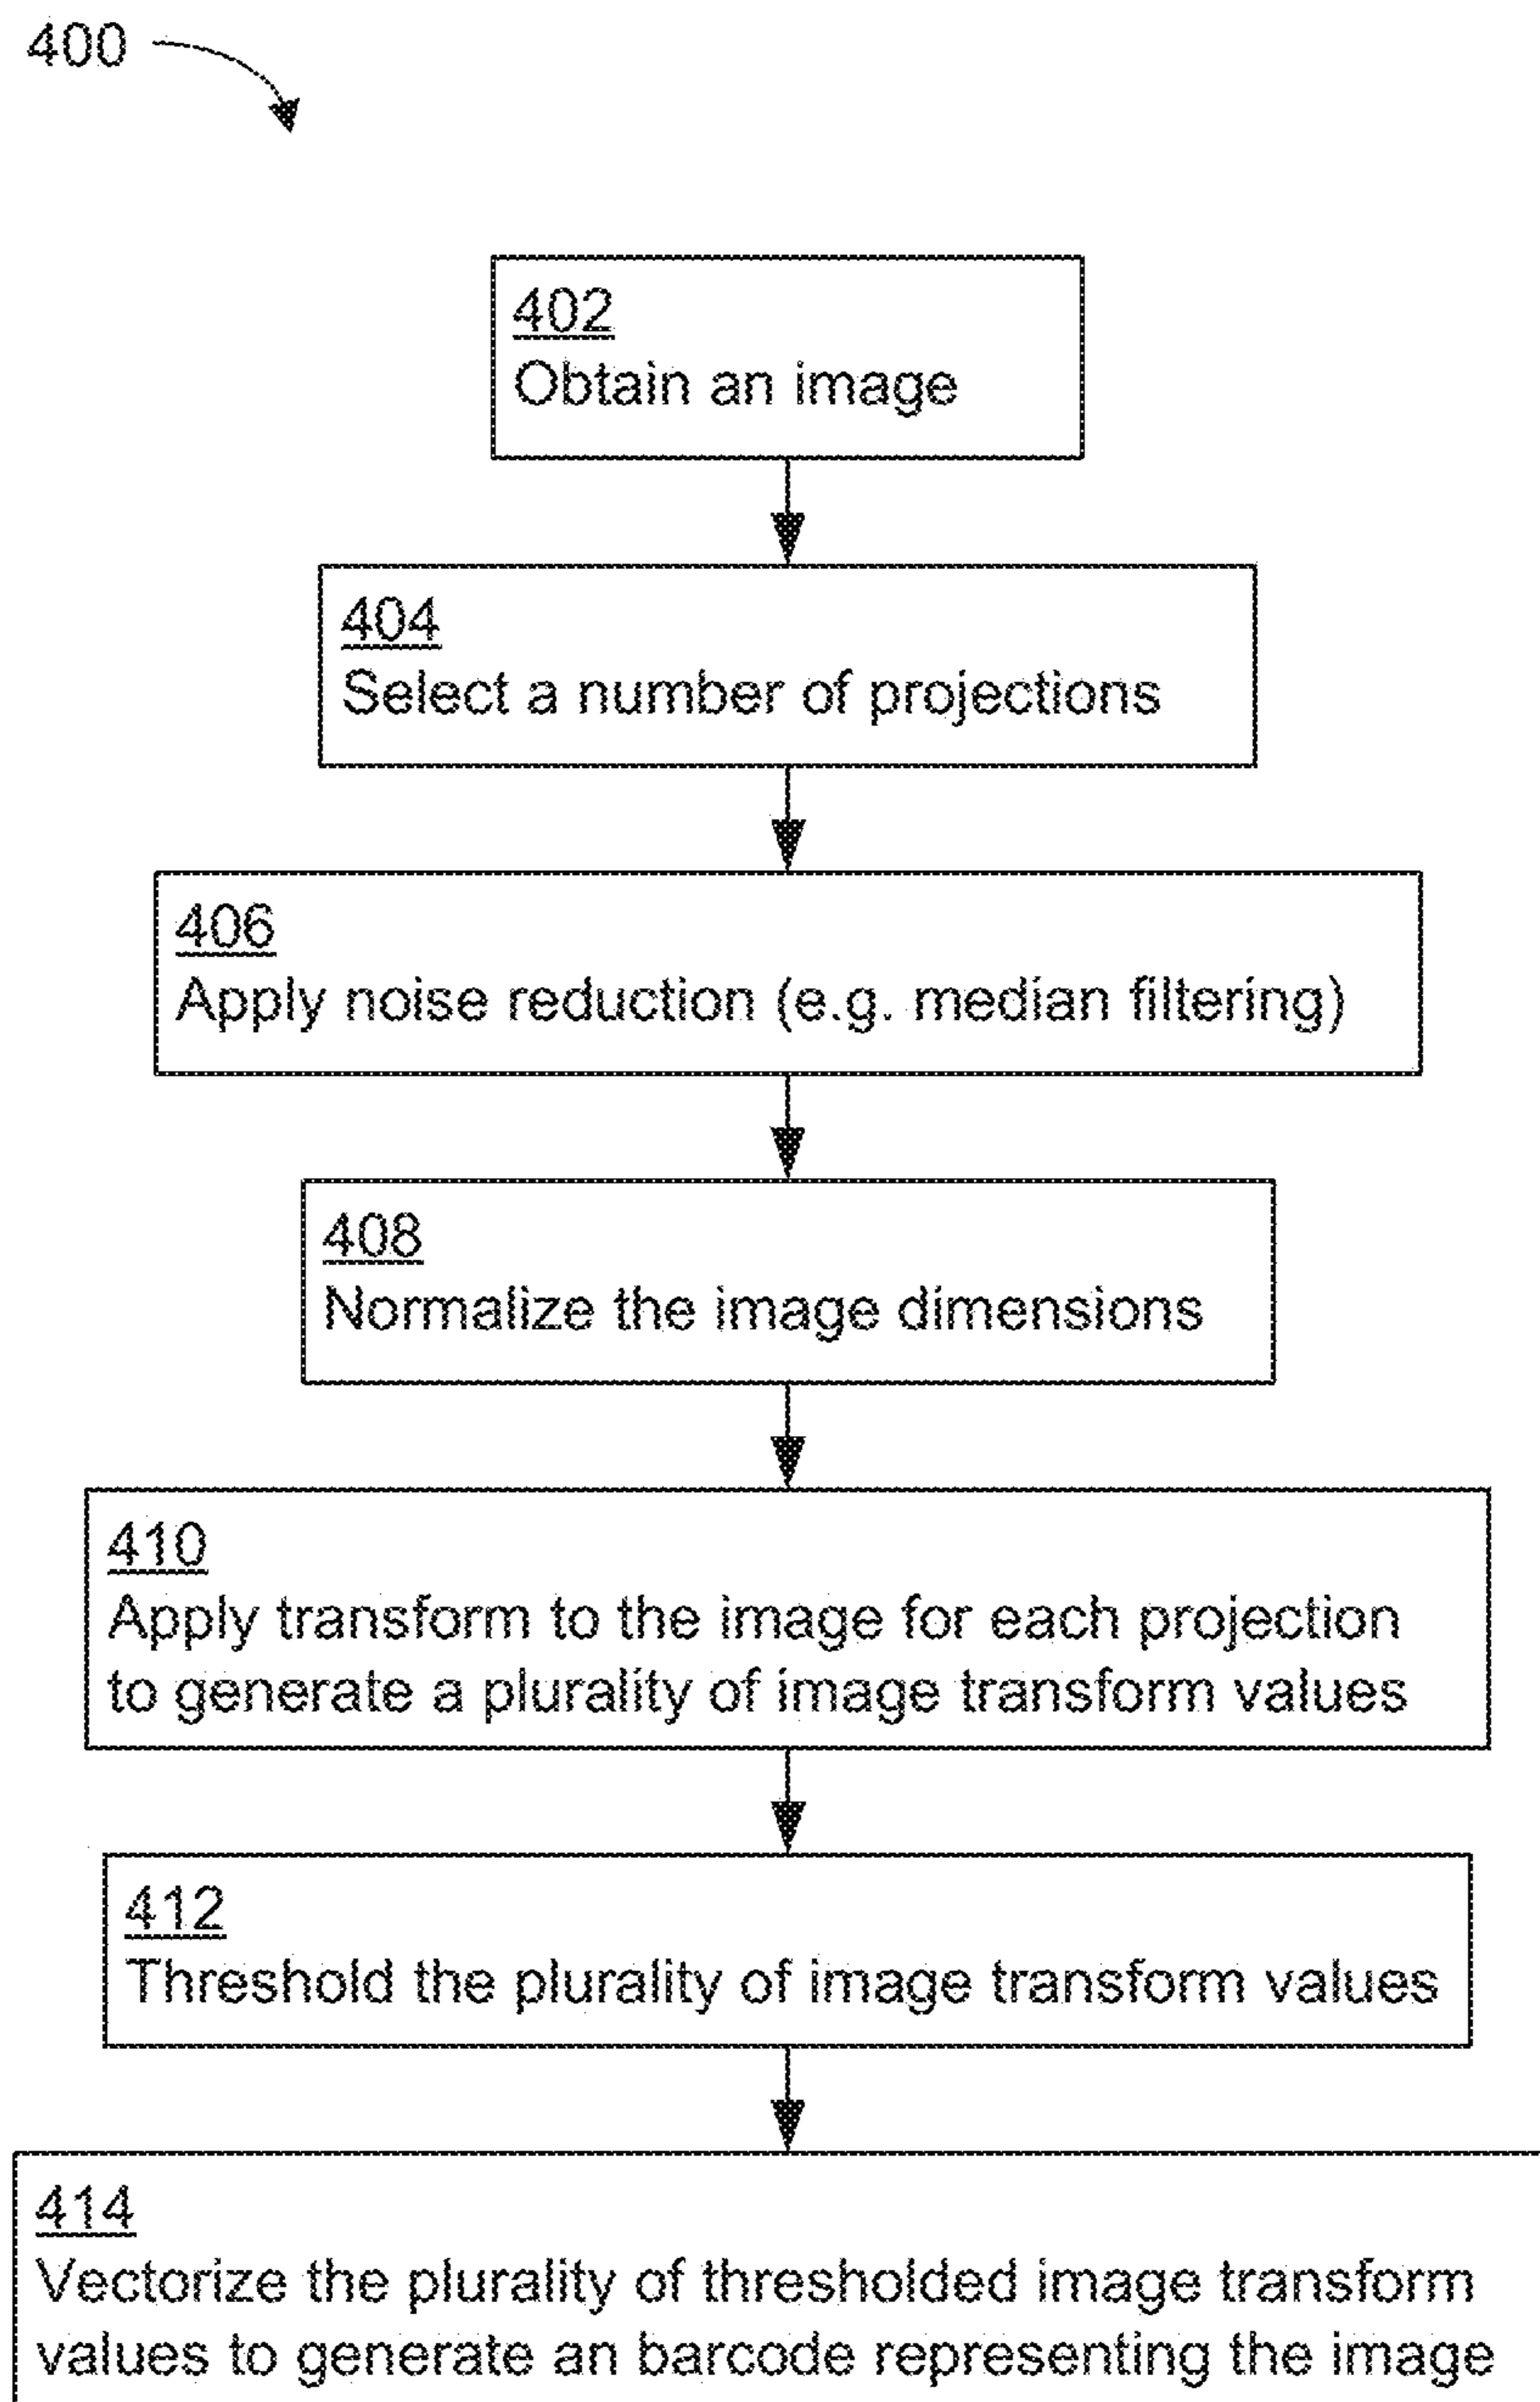 400
402
Obtain an image
404
Select a number of projections
406
Apply noise reduction (e.g. median filtering)
408
Normalize the image dimensions
410
Apply transform to the image for each projection
to generate a plurality of image transform values
412
Threshold the plurality of image transform values
414
Vectorize the plurality of thresholded image transform
values to generate an barcode representing the image